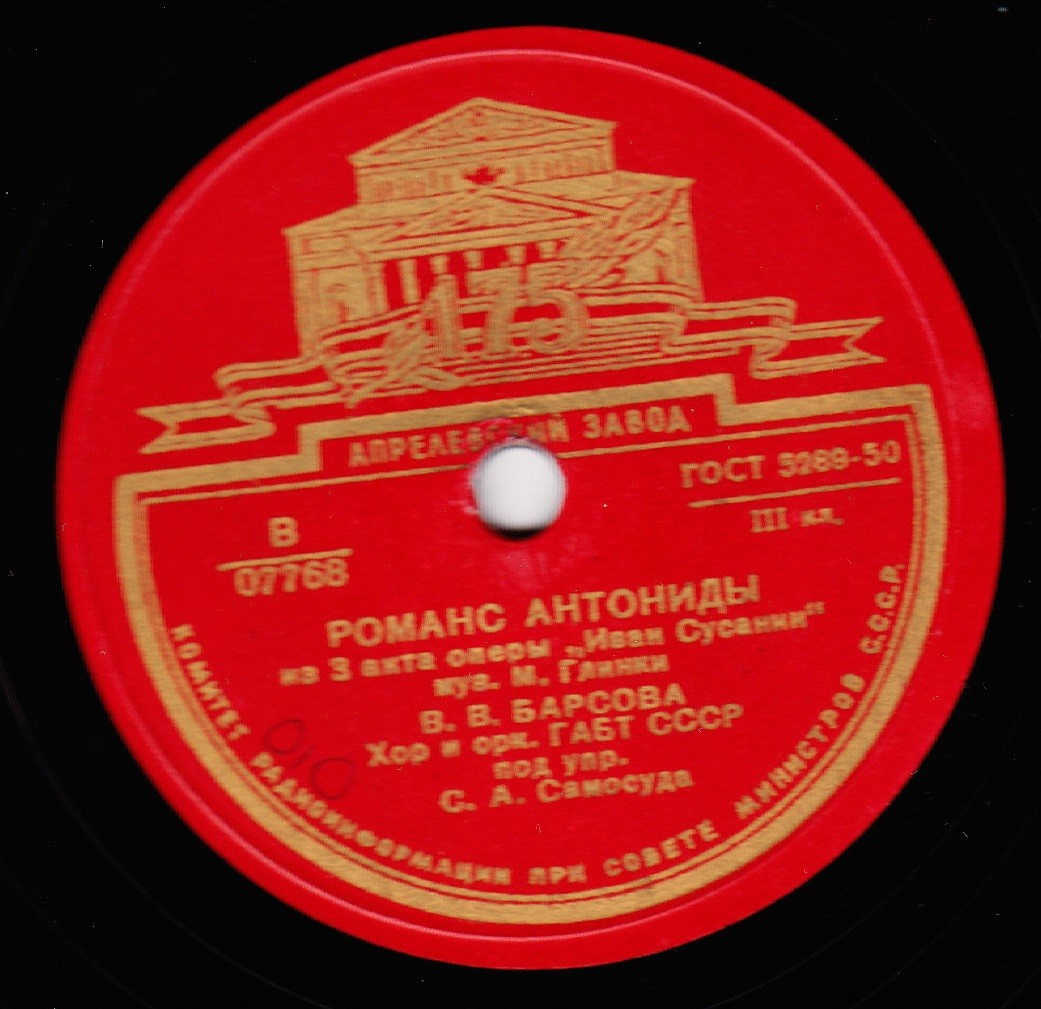 175
АПРЕЛЕВСКИЙ ЗАВОД
ГОСТ 5289-50
III кл.
В
07768
РОМАНС АНТОНИДЫ
из 3 акта оперы „Иван Сусанин"
муз. М. Глинки
В. В. БАРСОВА
Хор и орк. ГАБТ СССР
под упр.
С. А. Самосуда
КОМИТЕТ РАДИОИНФОРМАЦИИ ПРИ СОВЕТЕ МИНИСТРОВ С.С.С.Р.
010